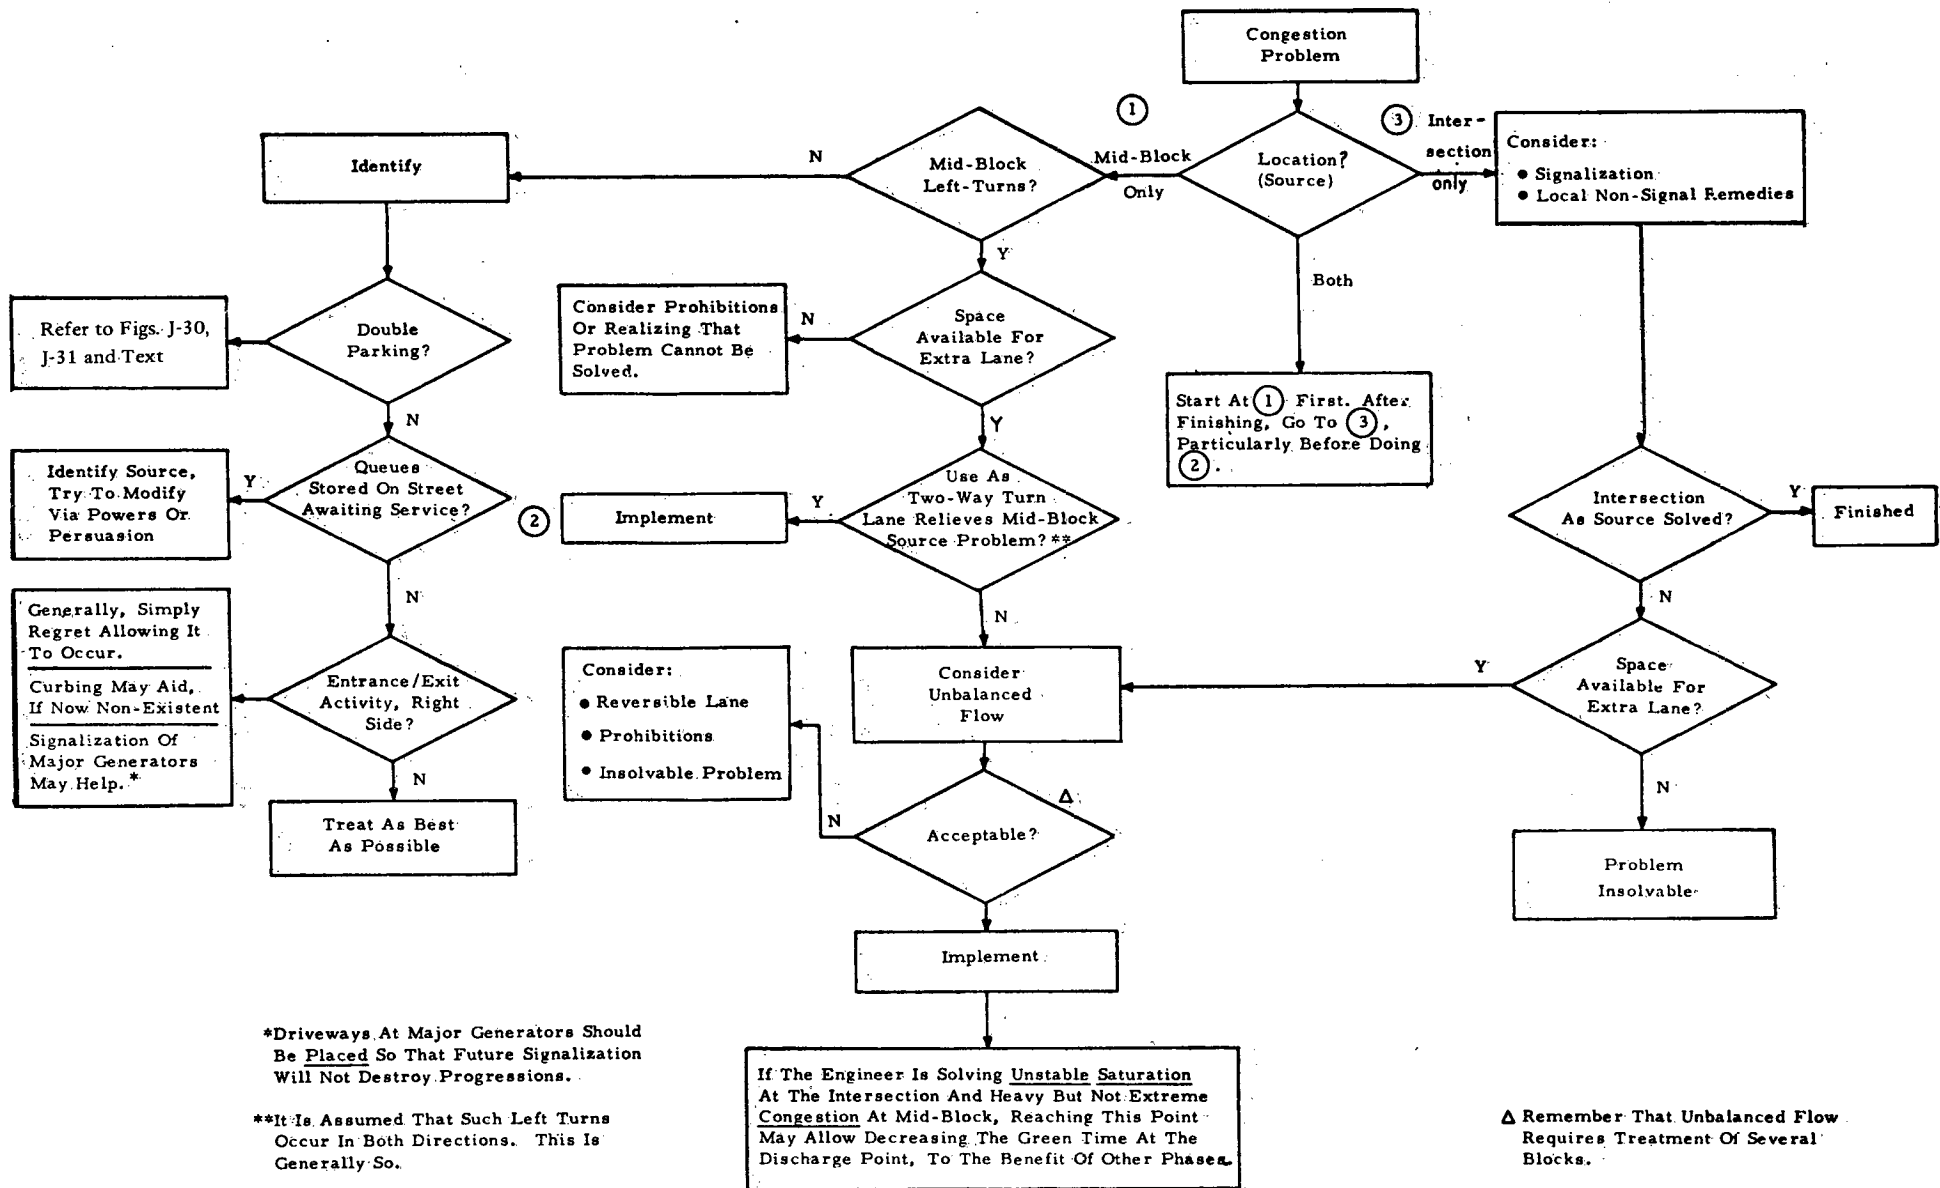 Congestion
Problem
1
3
Inter-
section
only
Location?
(Source)
Mid-Block
Only
Both
Consider:
• Signalization
• Local Non-Signal Remedies
Mid-Block
Left-Turns?
N
Y
Identify
Double
Parking?
Refer to Figs. J-30,
J-31 and Text
N
Consider Prohibitions
Or Realizing That
Problem Cannot Be
Solved.
N
Space
Available For
Extra Lane?
Y
Start At 1 First. After
Finishing, Go To 3,
Particularly Before Doing
2.
Identify Source,
Try To Modify
Via Powers Or
Persuasion
Y
Queues
Stored On Street
Awaiting Service?
N
2
Implement
Y
Use As
Two-Way Turn
Lane Relieves Mid-Block
Source Problem?**
N
Intersection
As Source Solved?
Y
Finished
N
Generally, Simply
Regret Allowing It
To Occur.
Curbing May Aid,
If Now Non-Existent
Signalization Of
Major Generators
May Help.*
Entrance/Exit
Activity, Right
Side?
N
Treat As Best
As Possible
Consider:
• Reversible Lane
• Prohibitions
• Insolvable Problem
Consider
Unbalanced
Flow
Y
Space
Available For
Extra Lane?
N
Problem
Insolvable
N
Δ
Acceptable?
Implement
If The Engineer Is Solving Unstable Saturation
At The Intersection And Heavy But Not Extreme
Congestion At Mid-Block, Reaching This Point
May Allow Decreasing The Green Time At The
Discharge Point, To The Benefit Of Other Phases.
*Driveways At Major Generators Should
Be Placed So That Future Signalization
Will Not Destroy Progressions.
**It Is Assumed That Such Left Turns
Occur In Both Directions. This Is
Generally So.
Δ Remember That Unbalanced Flow
Requires Treatment Of Several
Blocks.